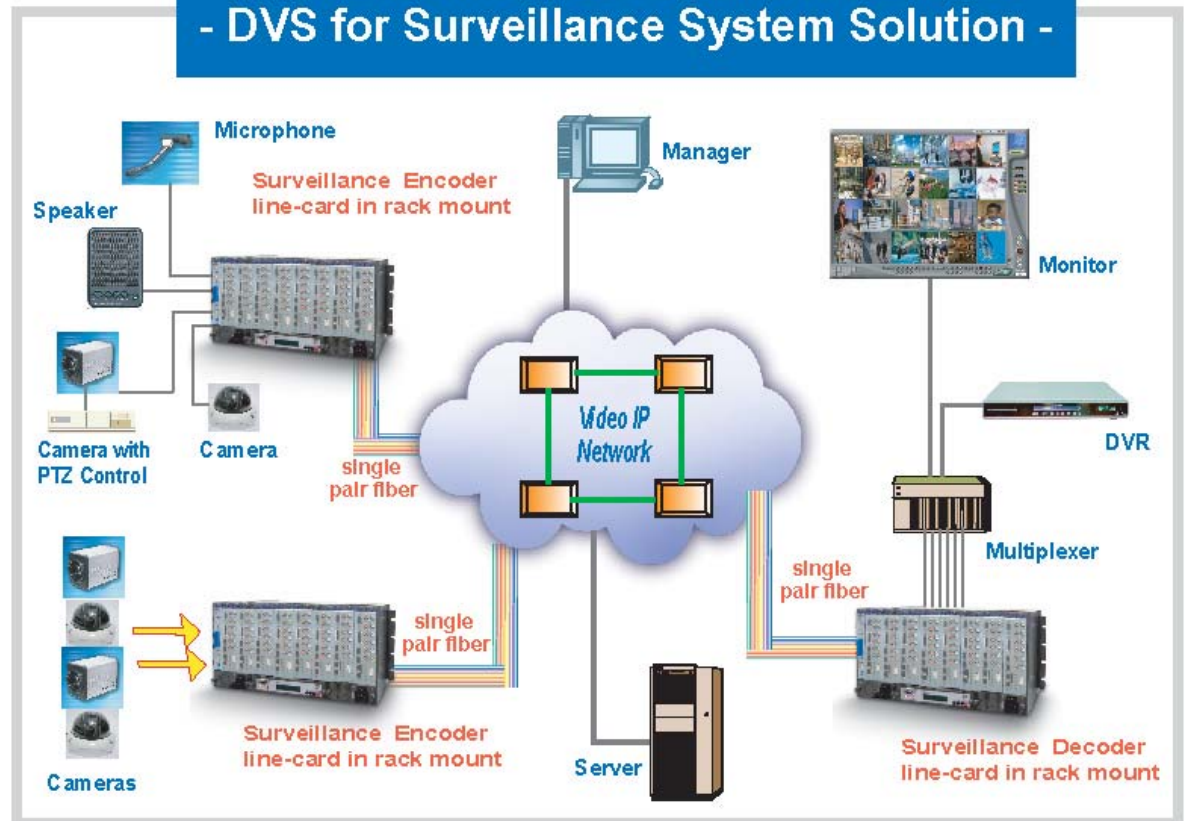 - DVS for Surveillance System Solution -
Microphone
Surveillance Encoder
line-card in rack mount
Speaker
Manager
Monitor
Camera with
PTZ Control
Camera
single
pair fiber
Video IP
Network
DVR
Multiplexer
single
pair fiber
single
pair fiber
Surveillance Encoder
line-card in rack mount
Cameras
Server
Surveillance Decoder
line-card in rack mount